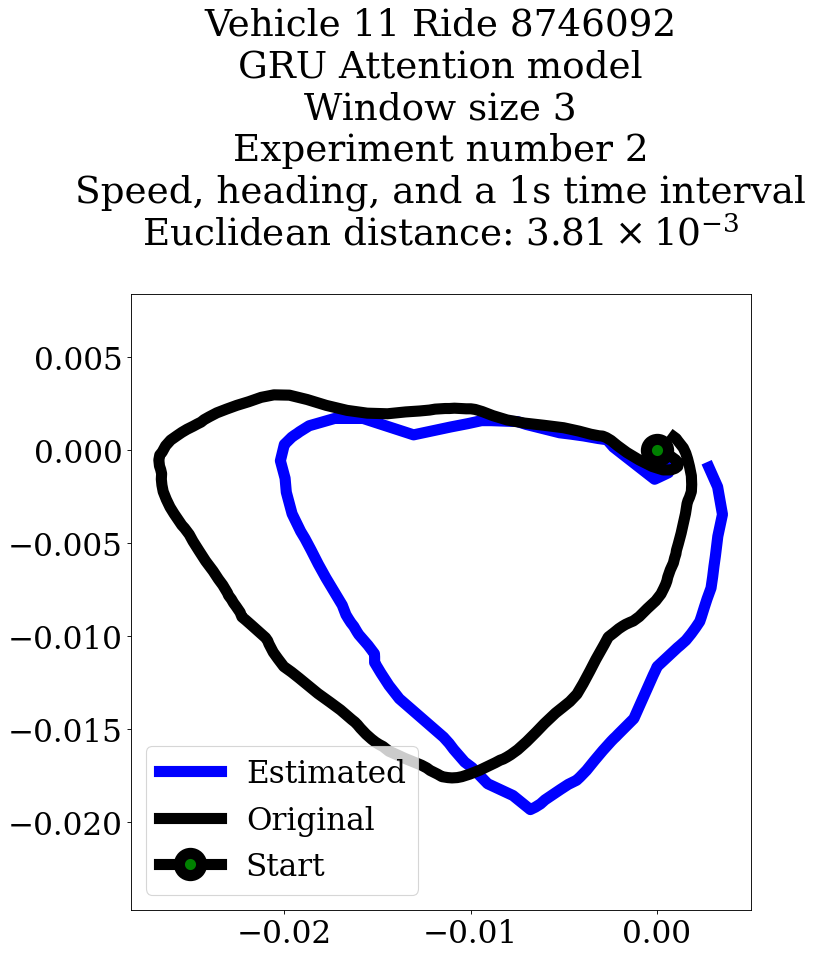 Vehicle 11 Ride 8746092
GRU Attention model
Window size 3
Experiment number 2
Speed, heading, and a 1s time interval
Euclidean distance: 3.81 × 10⁻³
0.005
0.000
−0.005
−0.010
−0.015
−0.020
Estimated
Original
Start
−0.02
−0.01
0.00